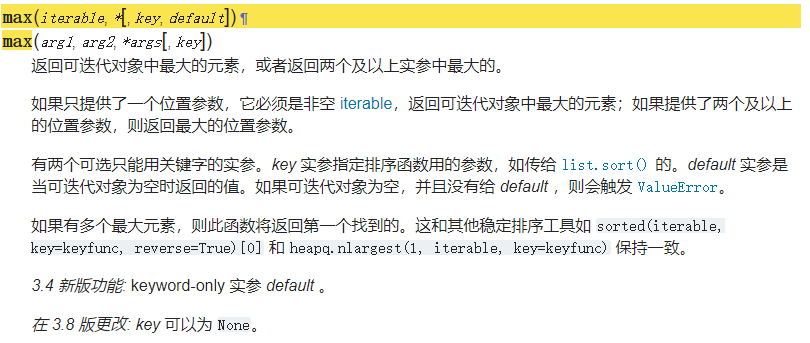 max(iterable, *[, key, default])¶
max(arg1, arg2, *args[, key])
返回可迭代对象中最大的元素，或者返回两个及以上实参中最大的。
如果只提供了一个位置参数，它必须是非空 iterable，返回可迭代对象中最大的元素；如果提供了两个及以上
的位置参数，则返回最大的位置参数。
有两个可选只能用关键字的实参。key 实参指定排序函数用的参数，如传给 list.sort() 的。default 实参是
当可迭代对象为空时返回的值。如果可迭代对象为空，并且没有给 default ，则会触发 ValueError。
如果有多个最大元素，则此函数将返回第一个找到的。这和其他稳定排序工具如 sorted(iterable,
key=keyfunc, reverse=True)[0] 和 heapq.nlargest(1, iterable, key=keyfunc) 保持一致。
3.4 新版功能: keyword-only 实参 default 。
在 3.8 版更改: key 可以为 None。